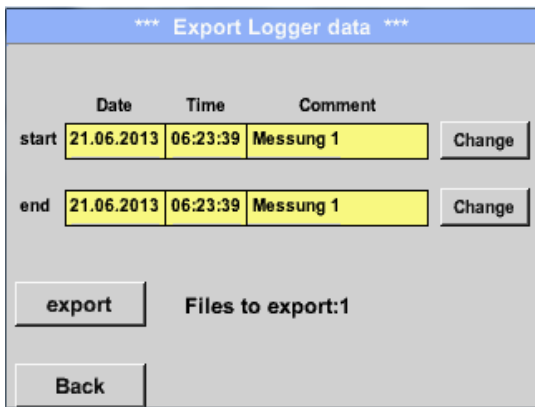 *** Export Logger data ***
Date Time Comment
start 21.06.2013 06:23:39 Messung 1 Change
end 21.06.2013 06:23:39 Messung 1 Change
export Files to export:1
Back